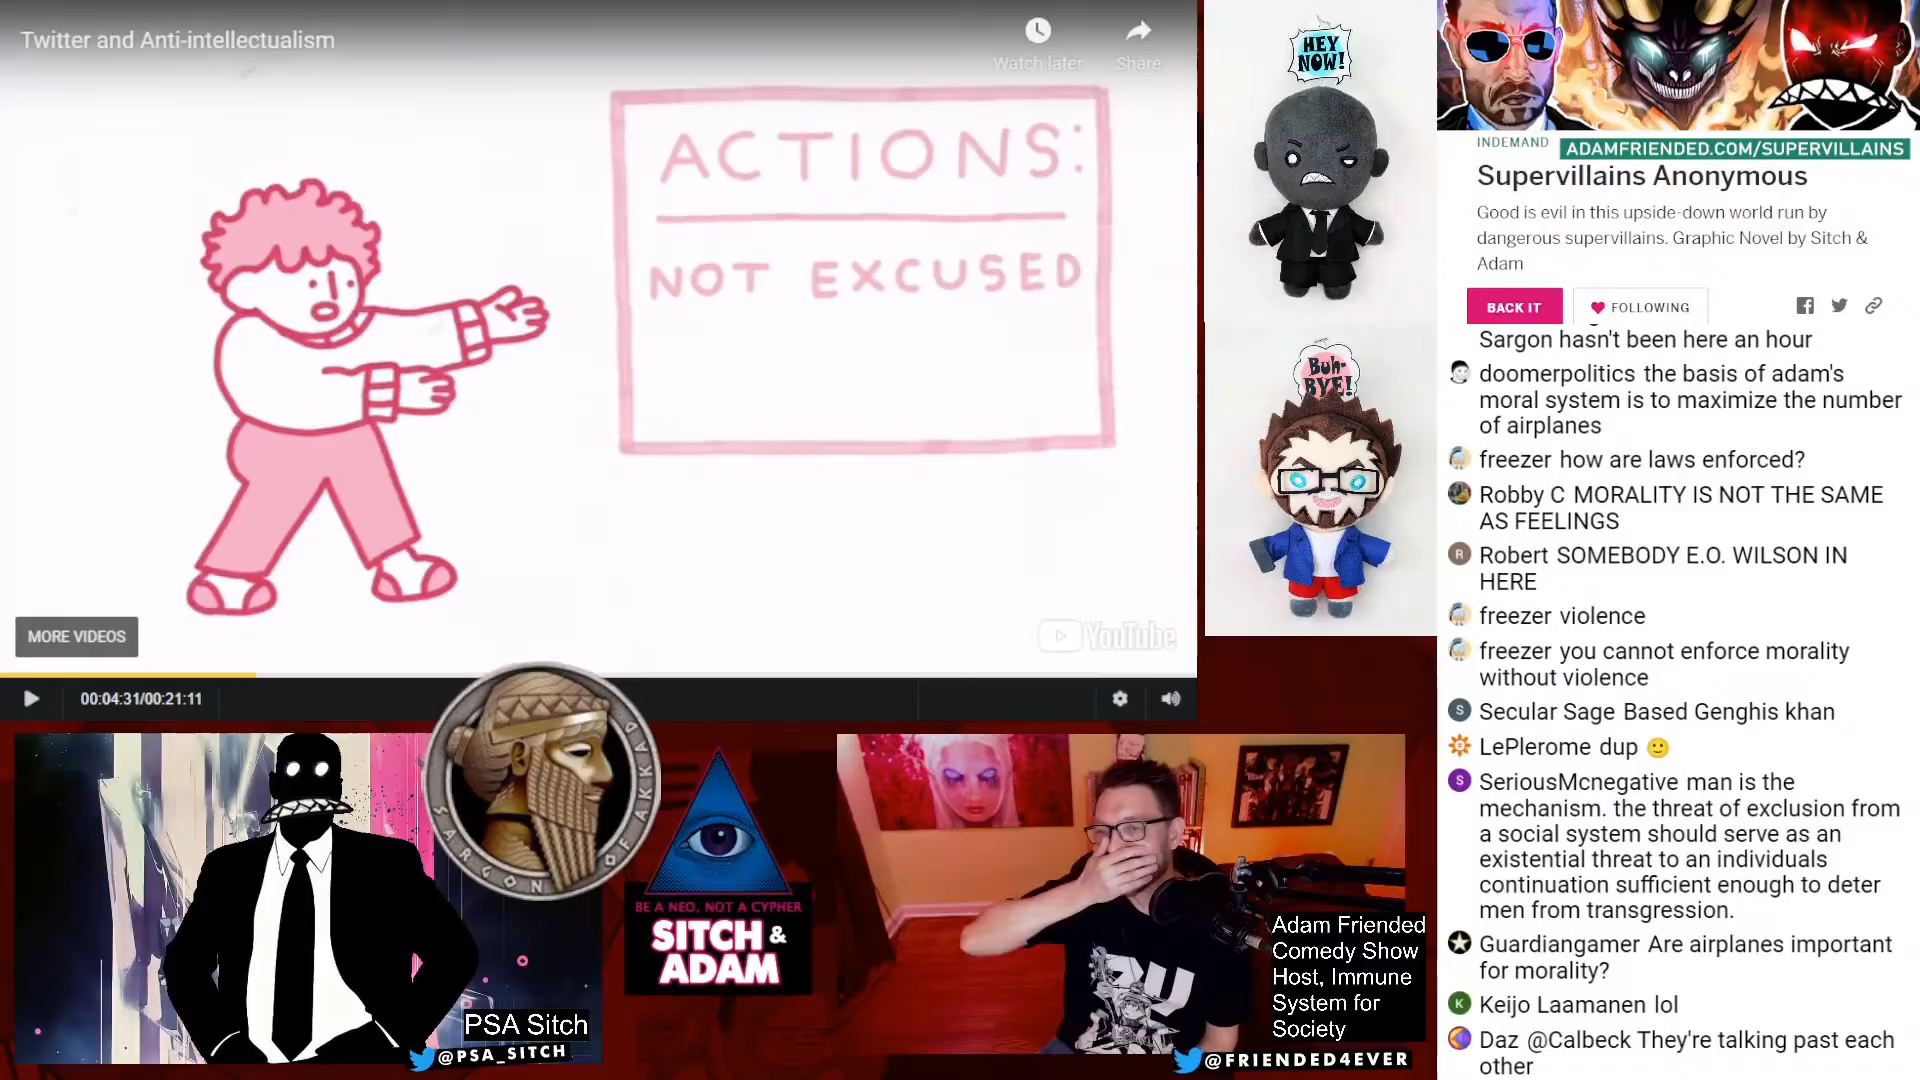 Twitter and Anti-intellectualism
Watch later
Share
ACTIONS:
NOT EXCUSED
MORE VIDEOS
YouTube
00:04:31/00:21:11
HEY
NOW!
Buh-
BYE!
INDEMAND
ADAMFRIENDED.COM/SUPERVILLAINS
Supervillains Anonymous
Good is evil in this upside-down world run by
dangerous supervillains. Graphic Novel by Sitch &
Adam
BACK IT
FOLLOWING
Sargon hasn't been here an hour
doomerpolitics the basis of adam's
moral system is to maximize the number
of airplanes
freezer how are laws enforced?
Robby C MORALITY IS NOT THE SAME
AS FEELINGS
R
Robert SOMEBODY E.O. WILSON IN
HERE
freezer violence
freezer you cannot enforce morality
without violence
S
Secular Sage Based Genghis khan
LePlerome dup 🙂
S
SeriousMcnegative man is the
mechanism. the threat of exclusion from
a social system should serve as an
existential threat to an individuals
continuation sufficient enough to deter
men from transgression.
Guardiangamer Are airplanes important
for morality?
K
Keijo Laamanen lol
Daz @Calbeck They're talking past each
other
SARGON OF AKKAD
BE A NEO, NOT A CYPHER
SITCH &
ADAM
PSA Sitch
@PSA_SITCH
Adam Friended
Comedy Show
Host, Immune
System for
Society
@FRIENDED4EVER